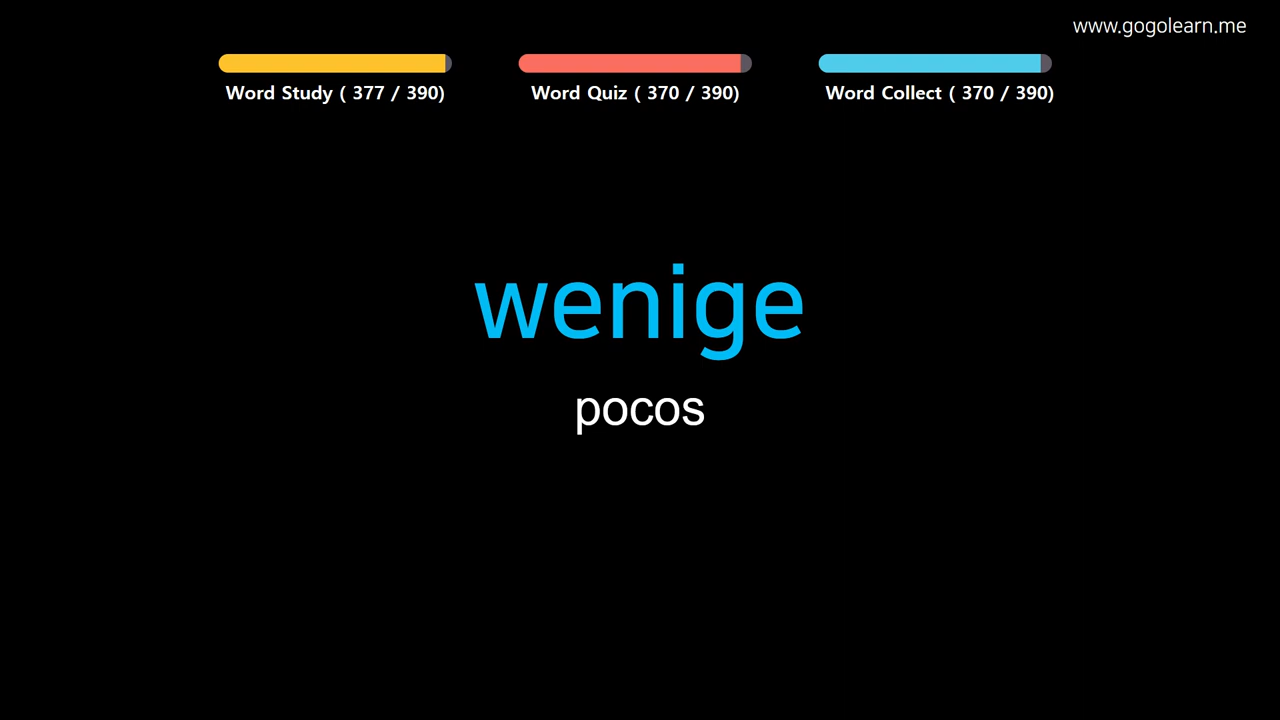 www.gogolearn.me
Word Study ( 377 / 390)
Word Quiz ( 370 / 390)
Word Collect ( 370 / 390)
wenige
pocos